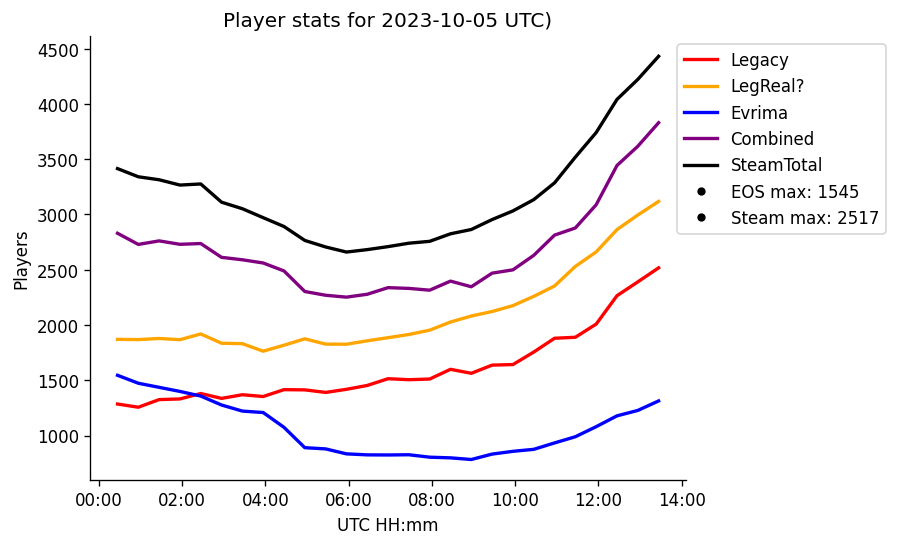 Player stats for 2023-10-05 UTC)
4500
4000
3500
3000
2500
2000
1500
1000
Players
00:00 02:00 04:00 06:00 08:00 10:00 12:00 14:00
UTC HH:mm
Legacy
LegReal?
Evrima
Combined
SteamTotal
EOS max: 1545
Steam max: 2517